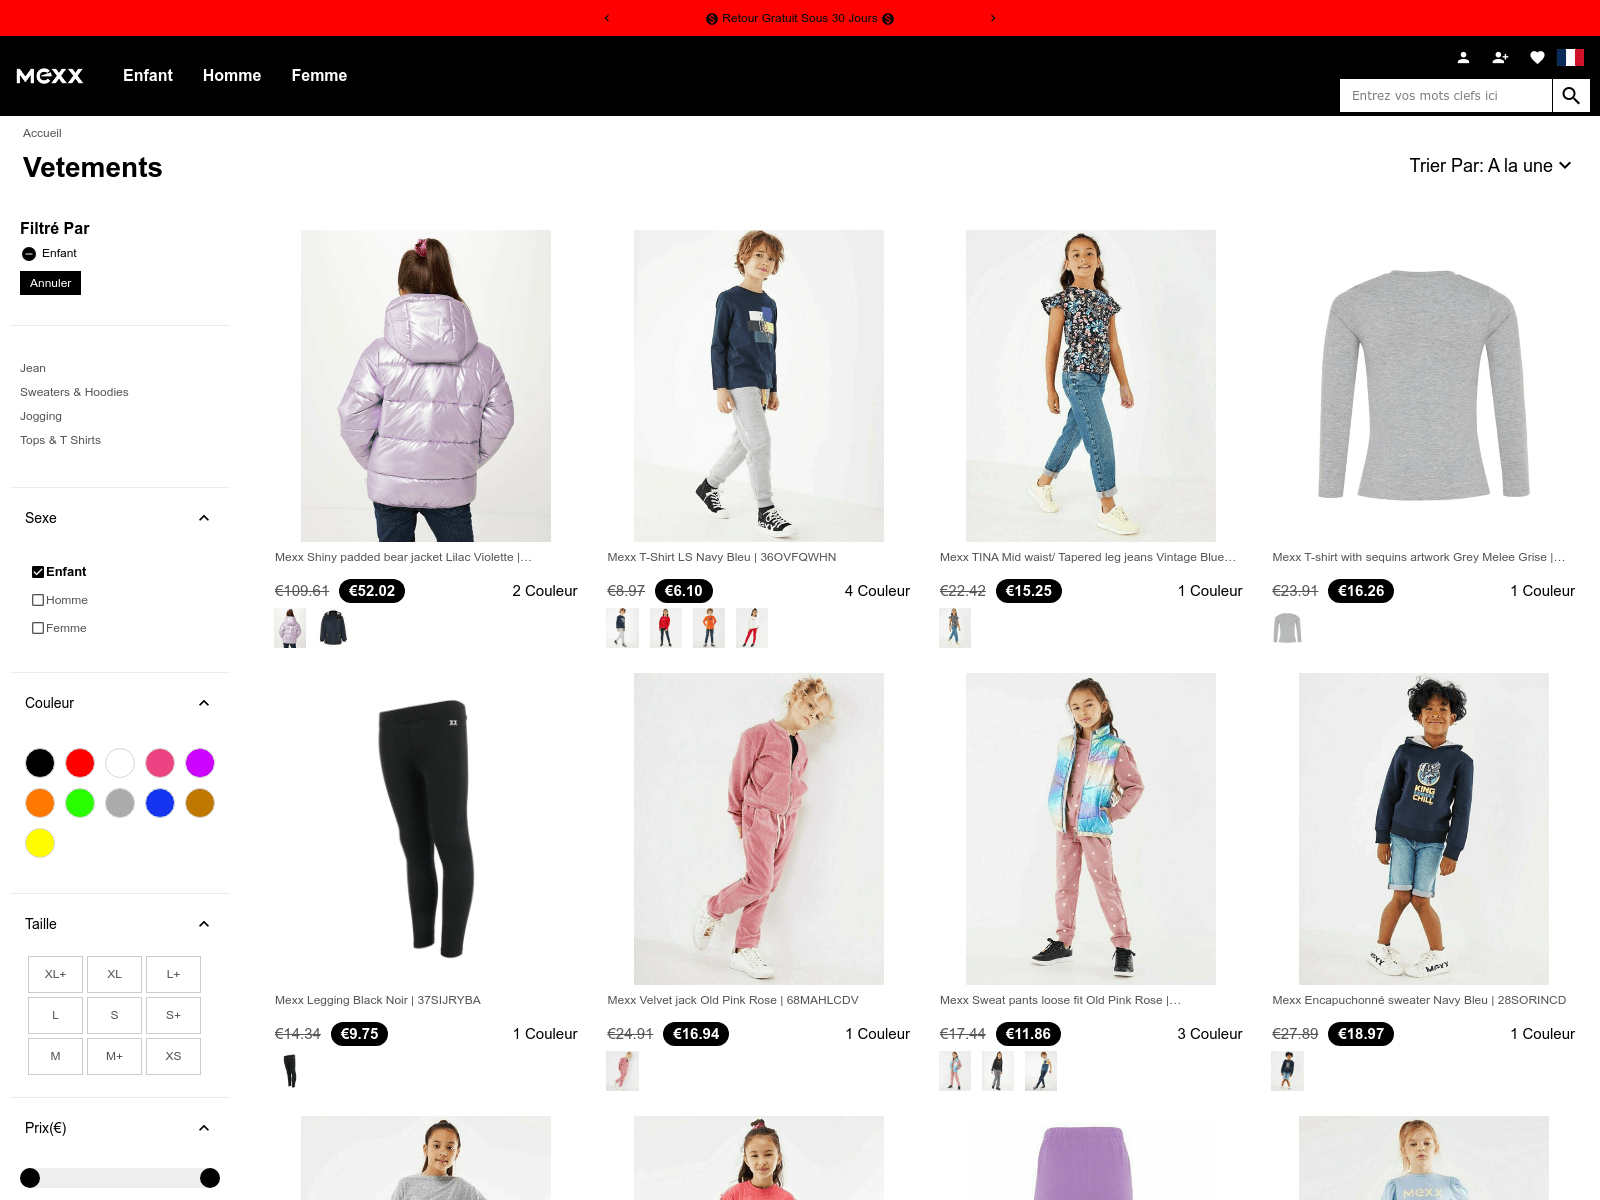 Retour Gratuit Sous 30 Jours
mexx
Enfant
Homme
Femme
Entrez vos mots clefs ici
Accueil
Vetements
Trier Par: A la une
Filtré Par
Enfant
Annuler
Jean
Sweaters & Hoodies
Jogging
Tops & T Shirts
Sexe
Enfant
Homme
Femme
Couleur
Taille
XL+
XL
L+
L
S
S+
M
M+
XS
Prix(€)
Mexx Shiny padded bear jacket Lilac Violette |...
€109.61 €52.02 2 Couleur
Mexx T-Shirt LS Navy Bleu | 36OVFQWHN
€8.97 €6.10 4 Couleur
Mexx TINA Mid waist/ Tapered leg jeans Vintage Blue...
€22.42 €15.25 1 Couleur
Mexx T-shirt with sequins artwork Grey Melee Grise |...
€23.91 €16.26 1 Couleur
Mexx Legging Black Noir | 37SIJRYBA
€14.34 €9.75 1 Couleur
Mexx Velvet jack Old Pink Rose | 68MAHLCDV
€24.91 €16.94 1 Couleur
Mexx Sweat pants loose fit Old Pink Rose |...
€17.44 €11.86 3 Couleur
KING
CHILL
MEXX
MEXX
Mexx Encapuchonné sweater Navy Bleu | 28SORINCD
€27.89 €18.97 1 Couleur
mexx